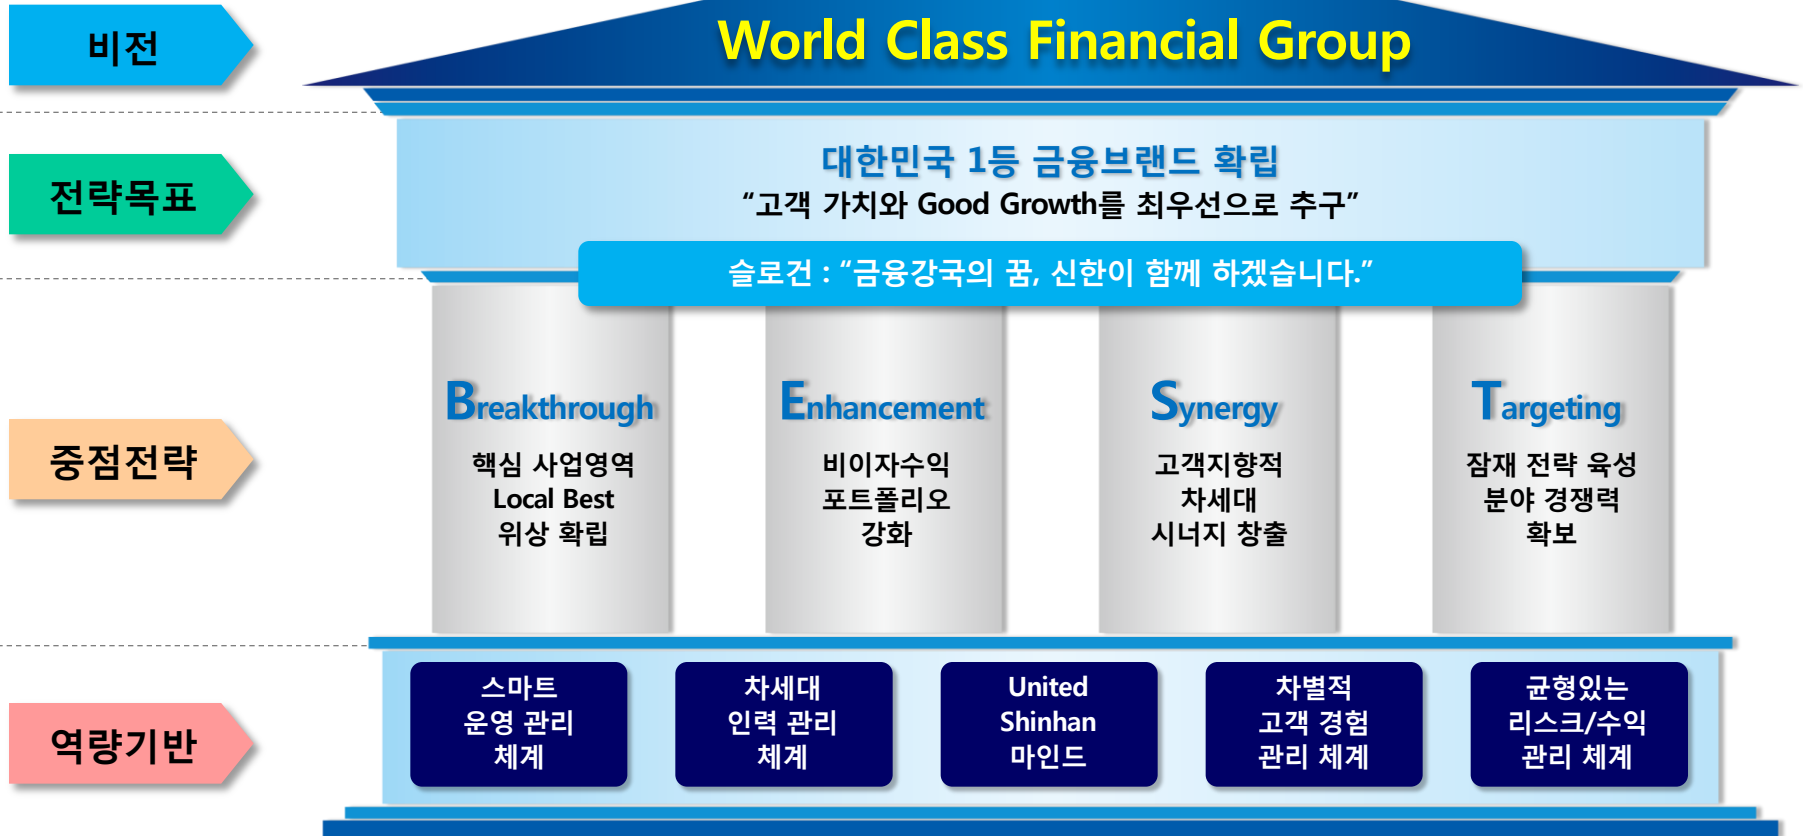 비전
World Class Financial Group
전략목표
대한민국 1등 금융브랜드 확립
“고객 가치와 Good Growth를 최우선으로 추구”
슬로건 : “금융강국의 꿈, 신한이 함께 하겠습니다.”
중점전략
Breakthrough
핵심 사업영역
Local Best
위상 확립
Enhancement
비이자수익
포트폴리오
강화
Synergy
고객지향적
차세대
시너지 창출
Targeting
잠재 전략 육성
분야 경쟁력
확보
역량기반
스마트
운영 관리
체계
차세대
인력 관리
체계
United
Shinhan
마인드
차별적
고객 경험
관리 체계
균형있는
리스크/수익
관리 체계